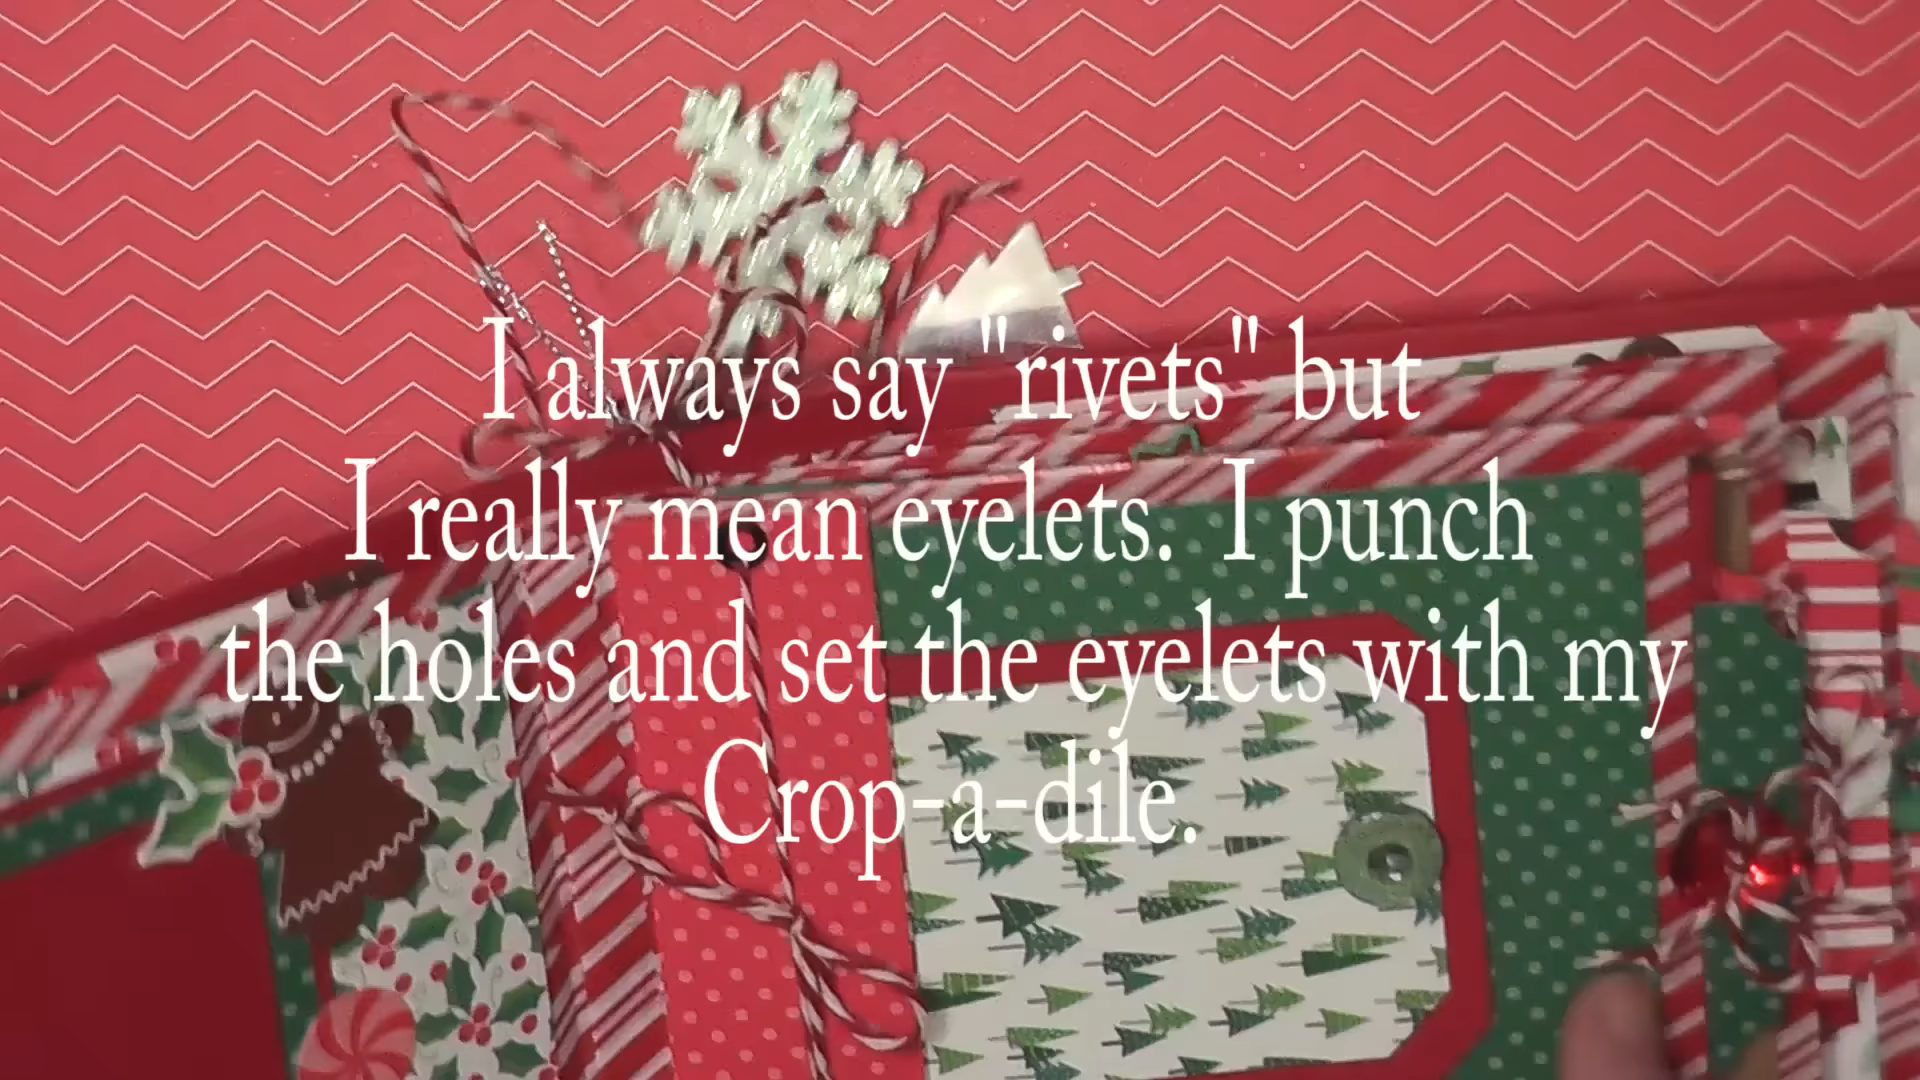 I always say "rivets" but
I really mean eyelets.  I punch
the holes and set the eyelets with my
Crop-a-dile.